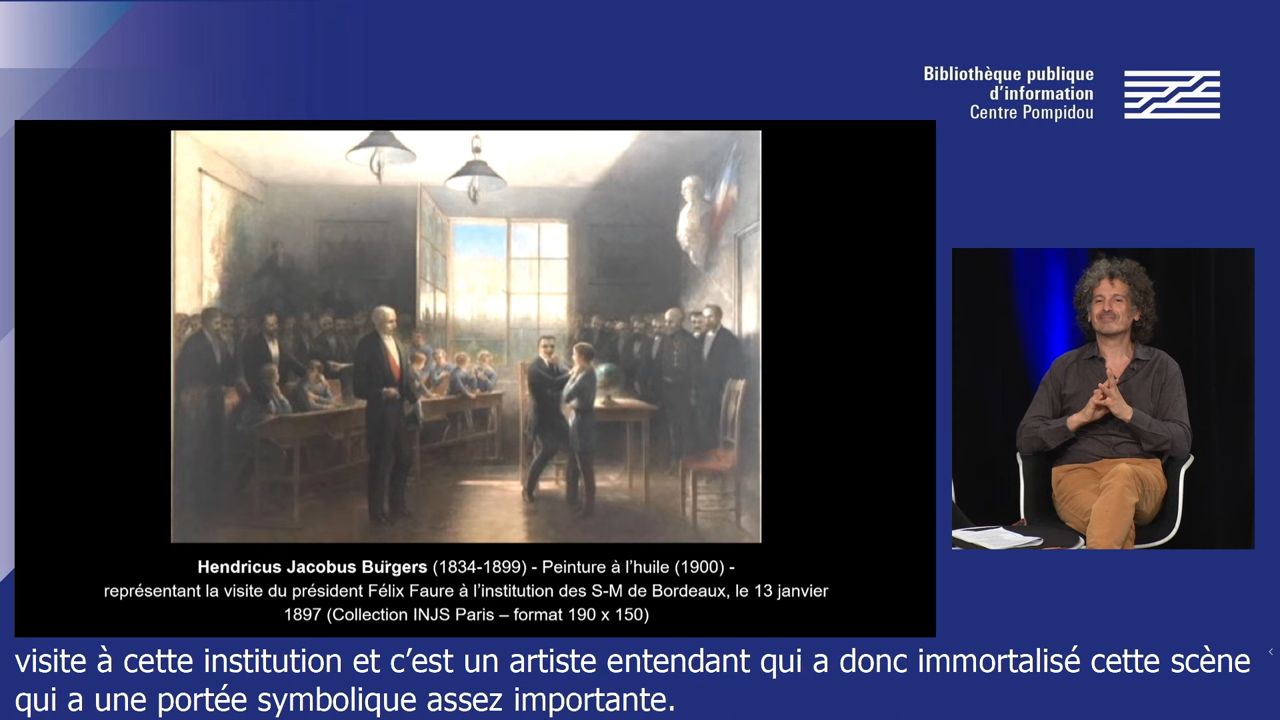 Bibliothèque publique
d'information
Centre Pompidou
Hendricus Jacobus Burgers (1834-1899) - Peinture à l'huile (1900) -
représentant la visite du président Félix Faure à l'institution des S-M de Bordeaux, le 13 janvier
1897 (Collection INJS Paris – format 190 x 150)
visite à cette institution et c’est un artiste entendant qui a donc immortalisé cette scène
qui a une portée symbolique assez importante.